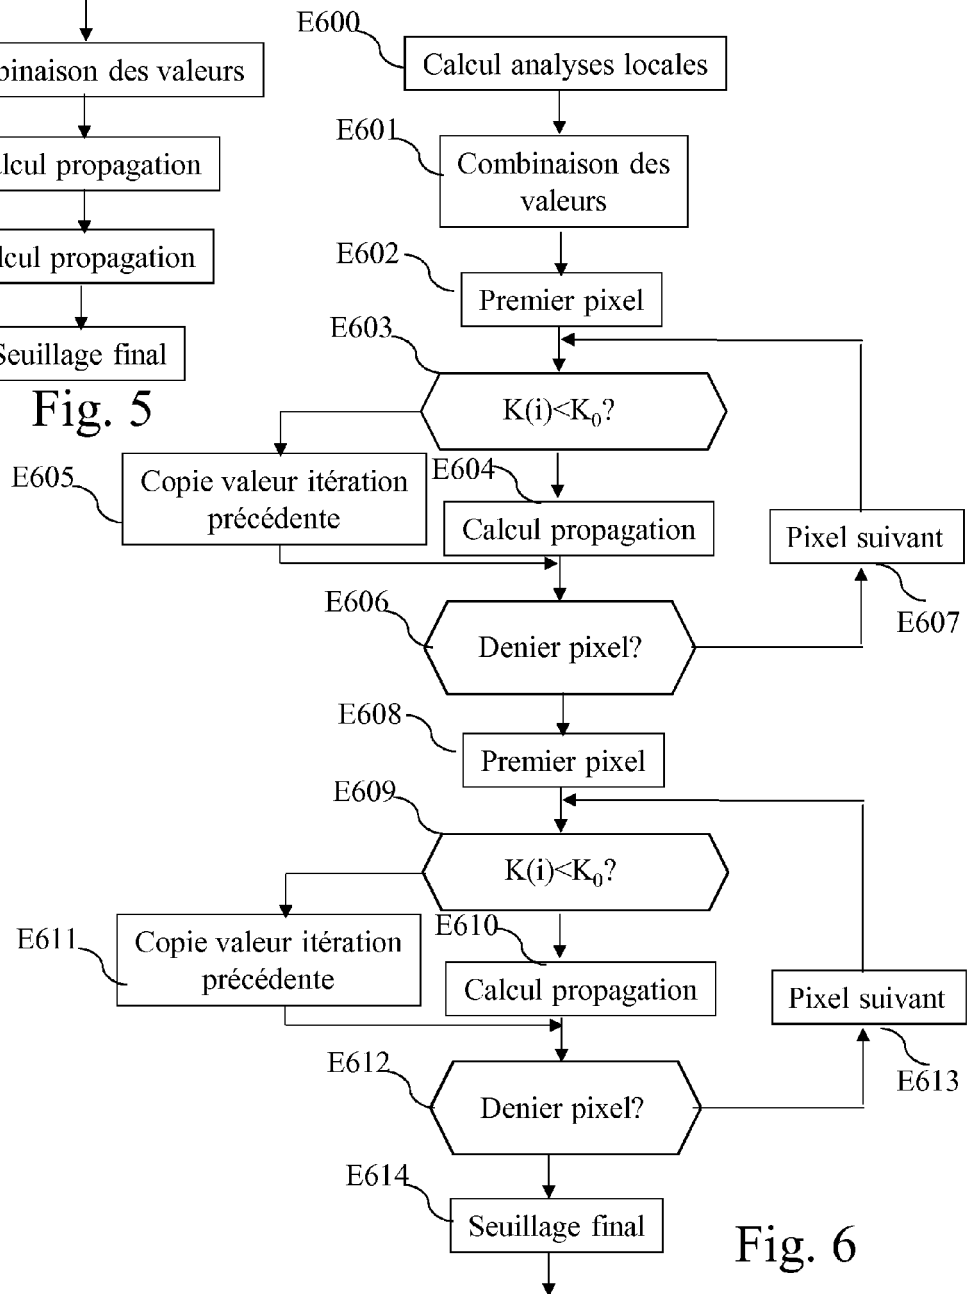 binaison des valeurs
lcul propagation
lcul propagation
Seuillage final
Fig. 5
E600
Calcul analyses locales
E601
Combinaison des
valeurs
E602
Premier pixel
E603
K(i)<K₀?
E605
Copie valeur itération
précédente
E604
Calcul propagation
Pixel suivant
E607
E606
Denier pixel?
E608
Premier pixel
E609
K(i)<K₀?
E611
Copie valeur itération
précédente
E610
Calcul propagation
Pixel suivant
E613
E612
Denier pixel?
E614
Seuillage final
Fig. 6